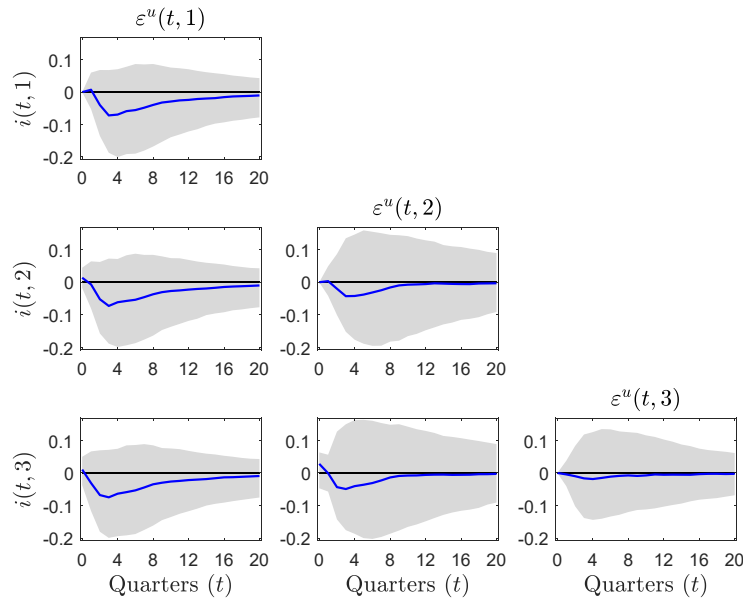 εᵘ(t, 1)
i(t, 1)
0.1
0
-0.1
-0.2
0 4 8 12 16 20
εᵘ(t, 2)
i(t, 2)
0.1 0.1
0 0
-0.1 -0.1
-0.2 -0.2
0 4 8 12 16 20 0 4 8 12 16 20
εᵘ(t, 3)
i(t, 3)
0.1 0.1 0.1
0 0 0
-0.1 -0.1 -0.1
-0.2 -0.2 -0.2
0 4 8 12 16 20 0 4 8 12 16 20 0 4 8 12 16 20
Quarters (t) Quarters (t) Quarters (t)